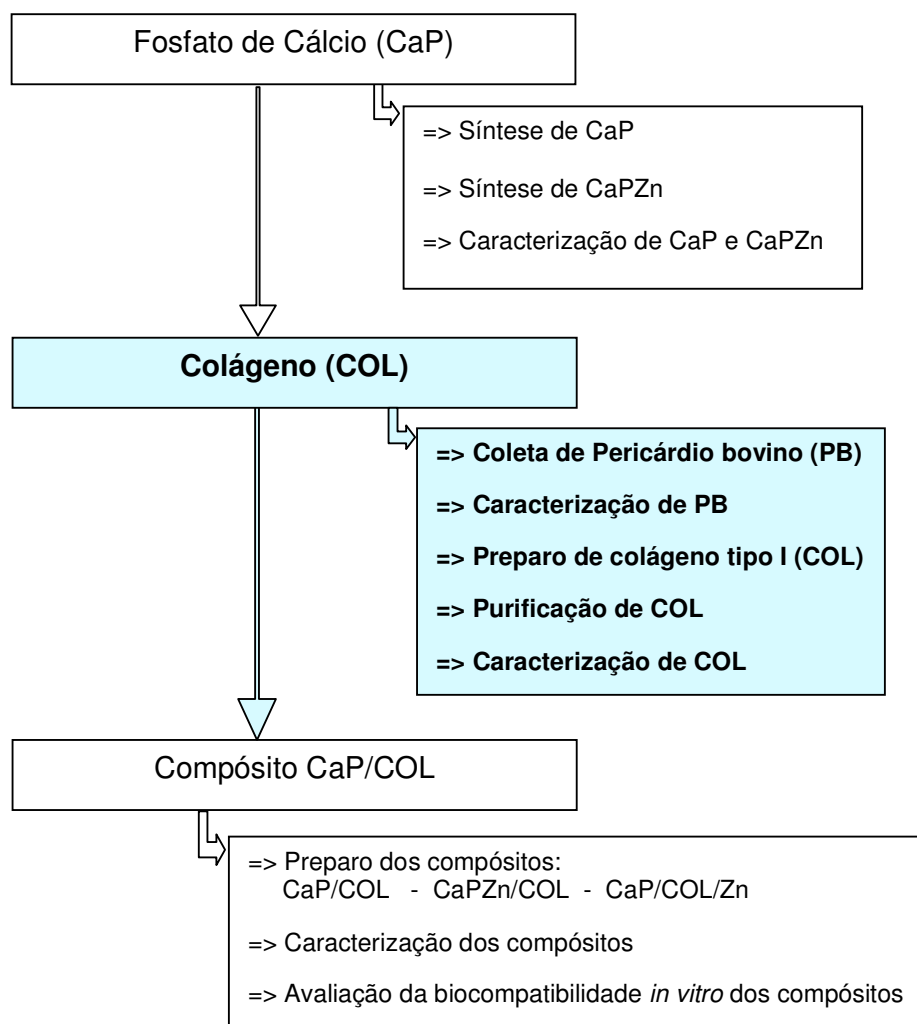 Fosfato de Cálcio (CaP)
=> Síntese de CaP
=> Síntese de CaPZn
=> Caracterização de CaP e CaPZn
Colágeno (COL)
=> Coleta de Pericárdio bovino (PB)
=> Caracterização de PB
=> Preparo de colágeno tipo I (COL)
=> Purificação de COL
=> Caracterização de COL
Compósito CaP/COL
=> Preparo dos compósitos:
CaP/COL - CaPZn/COL - CaP/COL/Zn
=> Caracterização dos compósitos
=> Avaliação da biocompatibilidade in vitro dos compósitos